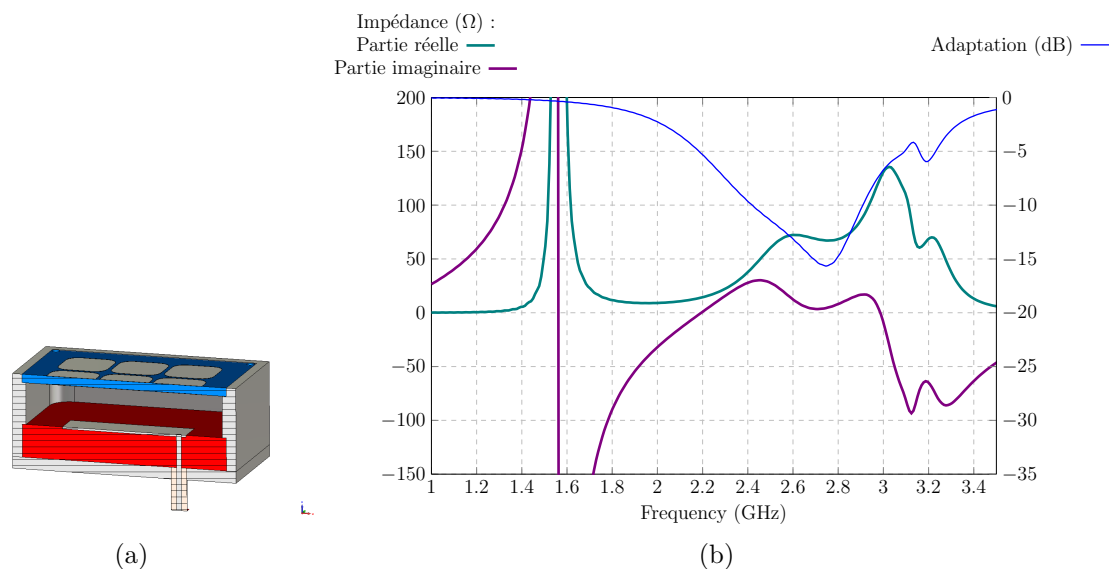 Impédance (Ω) :
Partie réelle
Partie imaginaire
Adaptation (dB)
200
150
100
50
0
−50
−100
−150
0
−5
−10
−15
−20
−25
−30
−35
1 1.2 1.4 1.6 1.8 2 2.2 2.4 2.6 2.8 3 3.2 3.4
Frequency (GHz)
(a)
(b)